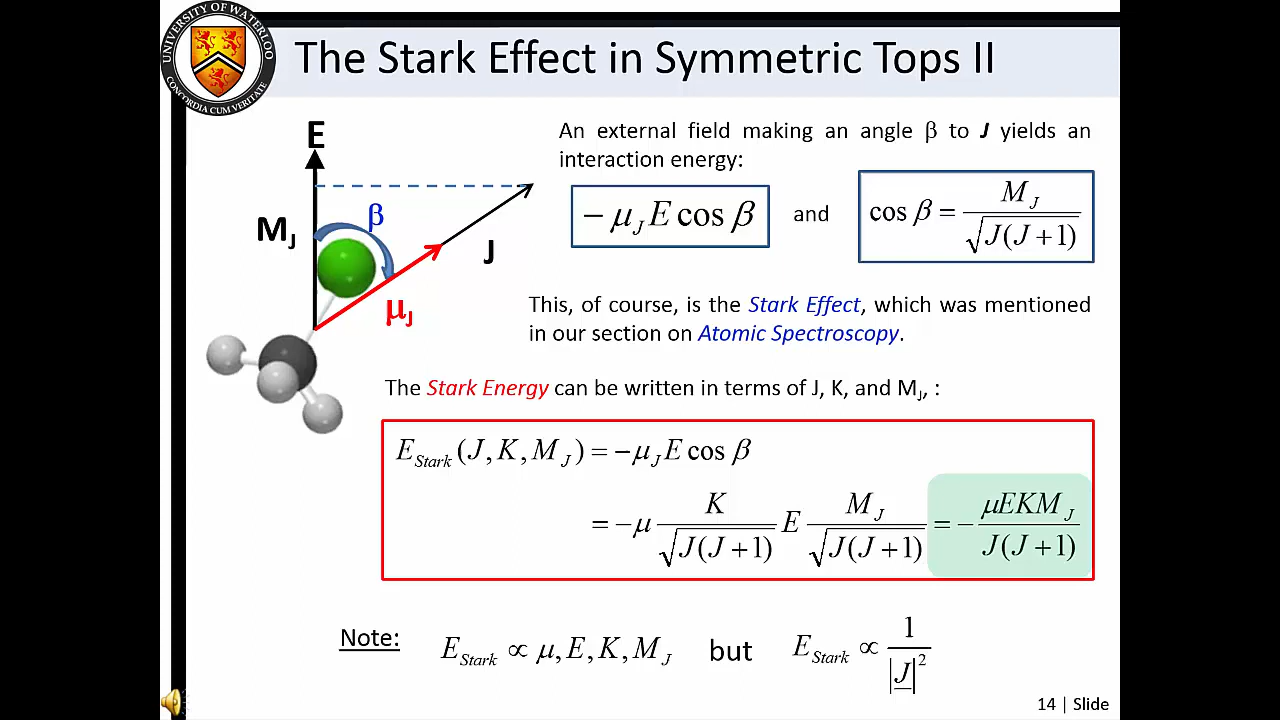 UNIVERSITY OF WATERLOO
CONCORDIA CUM VERITATE
The Stark Effect in Symmetric Tops II
E
β
M_J
J
μ_J
An external field making an angle β to J yields an
interaction energy:
− μ_J E cos β
and
cos β = M_J / √(J(J + 1))
This, of course, is the Stark Effect, which was mentioned
in our section on Atomic Spectroscopy.
The Stark Energy can be written in terms of J, K, and M_J, :
E_Stark (J, K, M_J) = −μ_J E cos β
= −μ K / √(J(J + 1)) E M_J / √(J(J + 1)) = − μEKM_J / J(J + 1)
Note: E_Stark ∝ μ, E, K, M_J but E_Stark ∝ 1 / |J|²
14 | Slide